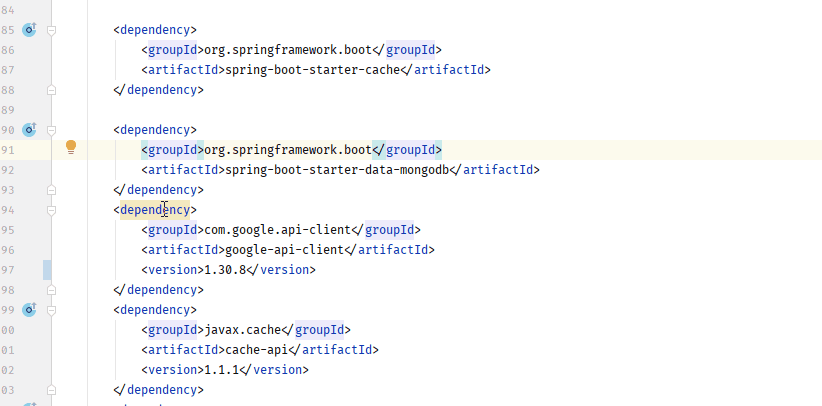 84
85 <dependency>
86 <groupId>org.springframework.boot</groupId>
87 <artifactId>spring-boot-starter-cache</artifactId>
88 </dependency>
89
90 <dependency>
91 <groupId>org.springframework.boot</groupId>
92 <artifactId>spring-boot-starter-data-mongodb</artifactId>
93 </dependency>
94 <dependency>
95 <groupId>com.google.api-client</groupId>
96 <artifactId>google-api-client</artifactId>
97 <version>1.30.8</version>
98 </dependency>
99 <dependency>
00 <groupId>javax.cache</groupId>
01 <artifactId>cache-api</artifactId>
02 <version>1.1.1</version>
03 </dependency>